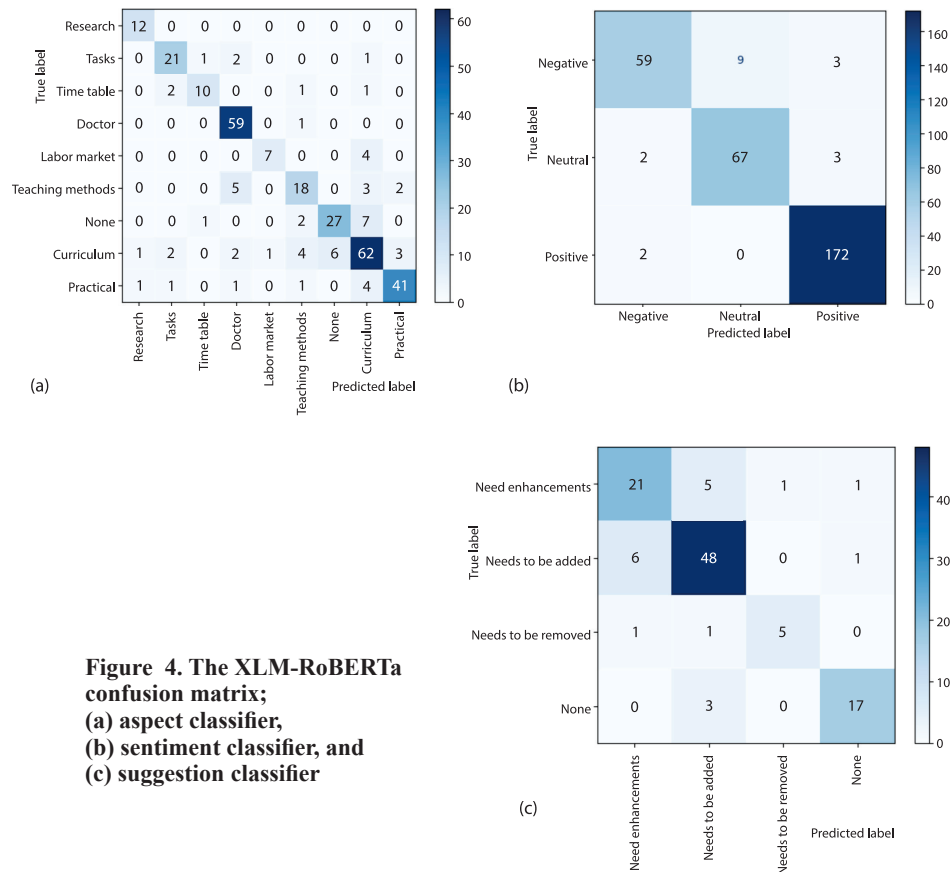 Research 12 0 0 0 0 0 0 0 0
Tasks 0 21 1 2 0 0 0 1 0
Time table 0 2 10 0 0 1 0 1 0
Doctor 0 0 0 59 0 1 0 0 0
Labor market 0 0 0 0 7 0 0 4 0
Teaching methods 0 0 0 5 0 18 0 3 2
None 0 0 1 0 0 2 27 7 0
Curriculum 1 2 0 2 1 4 6 62 3
Practical 1 1 0 1 0 1 0 4 41
True label
Research
Tasks
Time table
Doctor
Labor market
Teaching methods
None
Curriculum
Practical
Predicted label
60
50
40
30
20
10
0
(a)
Negative 59 9 3
Neutral 2 67 3
Positive 2 0 172
True label
Negative Neutral Positive
Predicted label
160
140
120
100
80
60
40
20
0
(b)
Need enhancements 21 5 1 1
Needs to be added 6 48 0 1
Needs to be removed 1 1 5 0
None 0 3 0 17
True label
Need enhancements
Needs to be added
Needs to be removed
None
Predicted label
40
30
20
10
0
(c)
Figure 4. The XLM-RoBERTa
confusion matrix;
(a) aspect classifier,
(b) sentiment classifier, and
(c) suggestion classifier